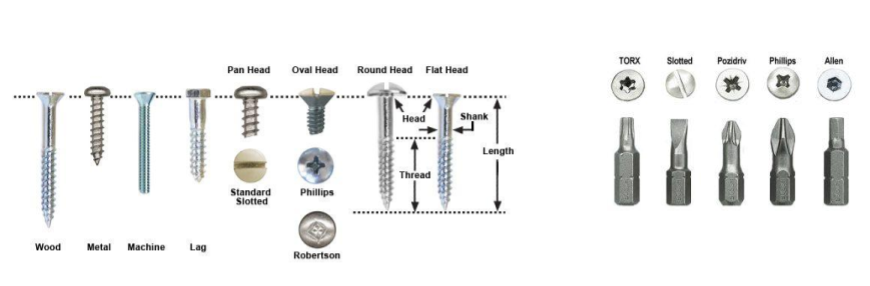 Pan Head Oval Head Round Head Flat Head
Head
Shank
Length
Thread
Standard
Slotted
Phillips
Robertson
Wood Metal Machine Lag
TORX Slotted Pozidriv Phillips Allen